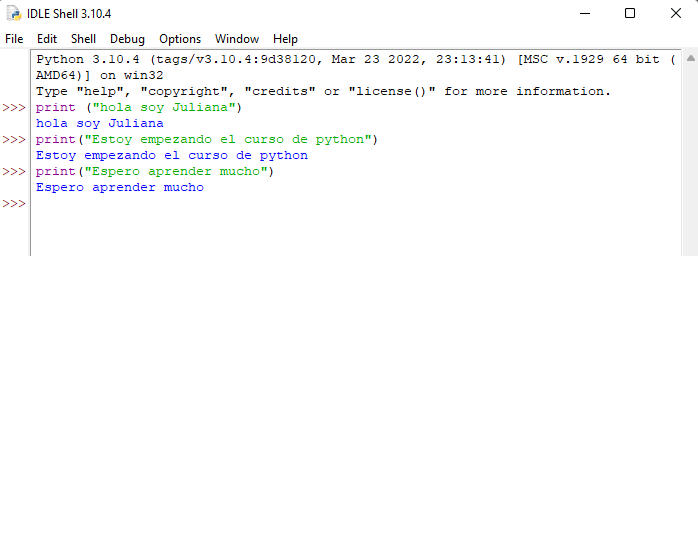 IDLE Shell 3.10.4
File Edit Shell Debug Options Window Help
Python 3.10.4 (tags/v3.10.4:9d38120, Mar 23 2022, 23:13:41) [MSC v.1929 64 bit (
AMD64)] on win32
Type "help", "copyright", "credits" or "license()" for more information.
>>> print ("hola soy Juliana")
hola soy Juliana
>>> print("Estoy empezando el curso de python")
Estoy empezando el curso de python
>>> print("Espero aprender mucho")
Espero aprender mucho
>>>